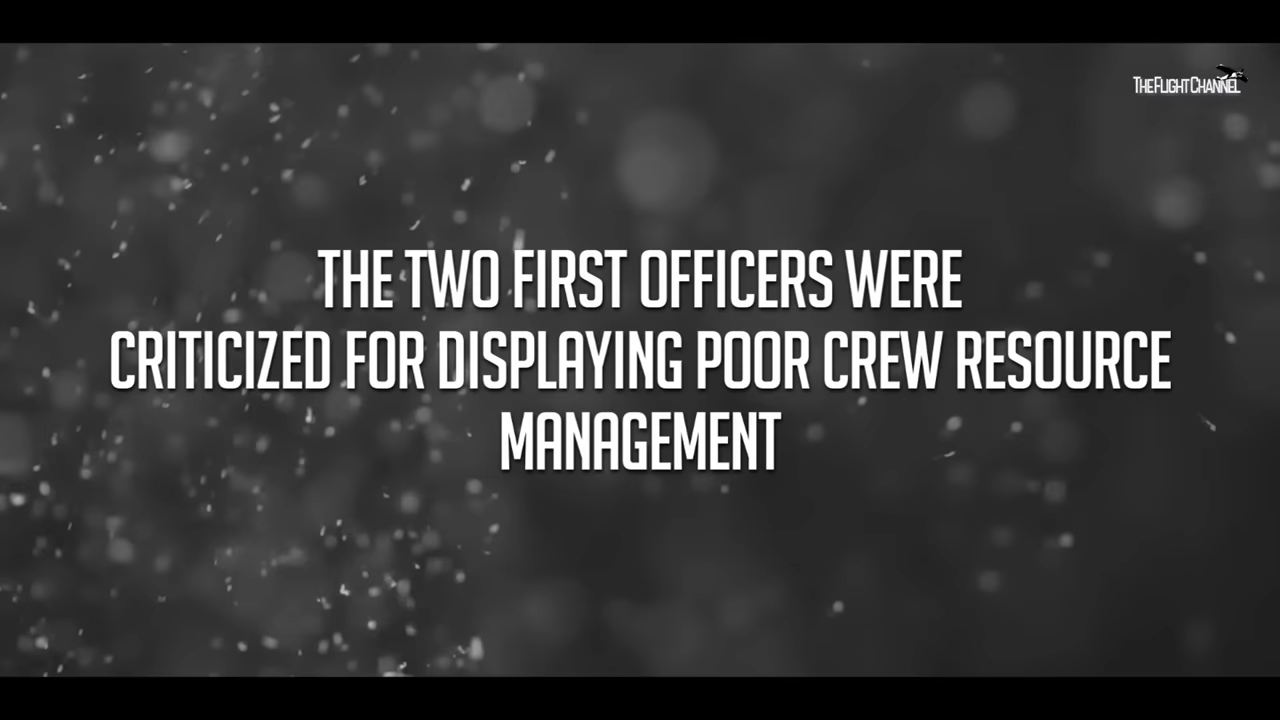 THEFLIGHTCHANNEL
THE TWO FIRST OFFICERS WERE
CRITICIZED FOR DISPLAYING POOR CREW RESOURCE
MANAGEMENT